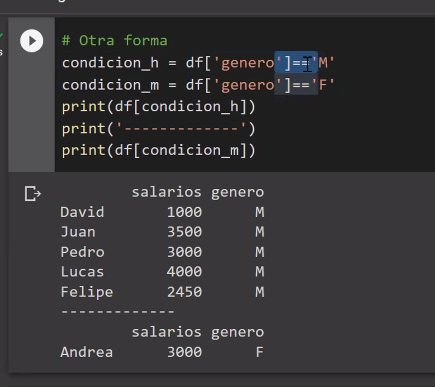 # Otra forma
condicion_h = df['genero']=='M'
condicion_m = df['genero']=='F'
print(df[condicion_h])
print('-------------')
print(df[condicion_m])
salarios genero
David 1000 M
Juan 3500 M
Pedro 3000 M
Lucas 4000 M
Felipe 2450 M
-------------
salarios genero
Andrea 3000 F